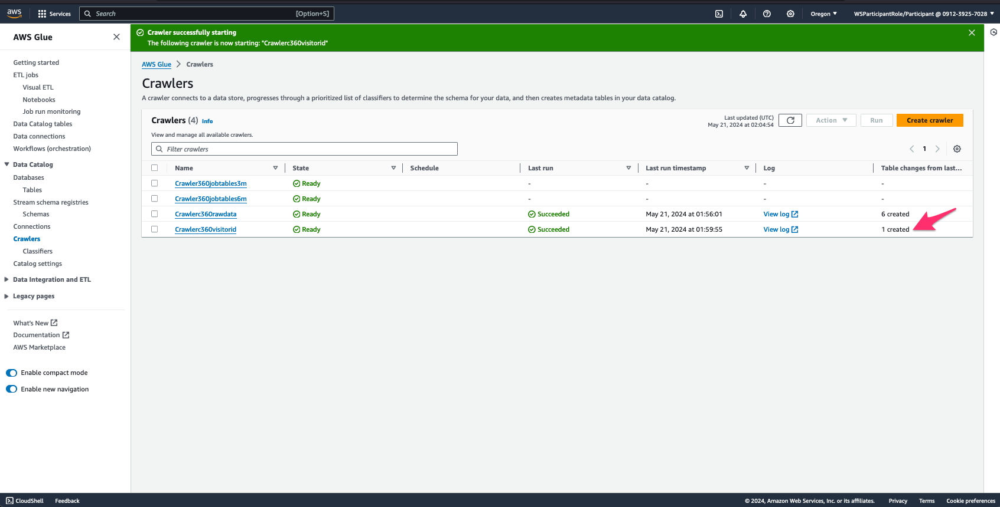 aws Services Search [Option+S] Oregon WSParticipantRole/Participant @ 0912-3925-7028
AWS Glue
Getting started
ETL jobs
Visual ETL
Notebooks
Job run monitoring
Data Catalog tables
Data connections
Workflows (orchestration)
Data Catalog
Databases
Tables
Stream schema registries
Schemas
Connections
Crawlers
Classifiers
Catalog settings
Data Integration and ETL
Legacy pages
What's New
Documentation
AWS Marketplace
Enable compact mode
Enable new navigation
Crawler successfully starting
The following crawler is now starting: "Crawlerc360visitorid"
AWS Glue Crawlers
Crawlers
A crawler connects to a data store, progresses through a prioritized list of classifiers to determine the schema for your data, and then creates metadata tables in your data catalog.
Crawlers (4) Info
View and manage all available crawlers.
Last updated (UTC)
May 21, 2024 at 02:04:54
Action Run Create crawler
Filter crawlers
1
Name State Schedule Last run Last run timestamp Log Table changes from last...
Crawler360jobtables3m Ready - - - -
Crawler360jobtables6m Ready - - - -
Crawlerc360rawdata Ready Succeeded May 21, 2024 at 01:56:01 View log 6 created
Crawlerc360visitorid Ready Succeeded May 21, 2024 at 01:59:55 View log 1 created
CloudShell Feedback © 2024, Amazon Web Services, Inc. or its affiliates. Privacy Terms Cookie preferences